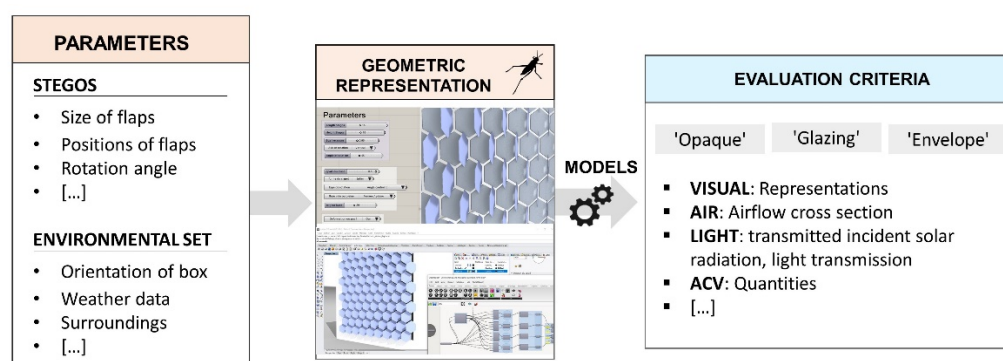 PARAMETERS
STEGOS
• Size of flaps
• Positions of flaps
• Rotation angle
• [...]
ENVIRONMENTAL SET
• Orientation of box
• Weather data
• Surroundings
• [...]
GEOMETRIC
REPRESENTATION
Parameters
MODELS
EVALUATION CRITERIA
'Opaque'
'Glazing'
'Envelope'
▪ VISUAL: Representations
▪ AIR: Airflow cross section
▪ LIGHT: transmitted incident solar
radiation, light transmission
▪ ACV: Quantities
▪ [...]